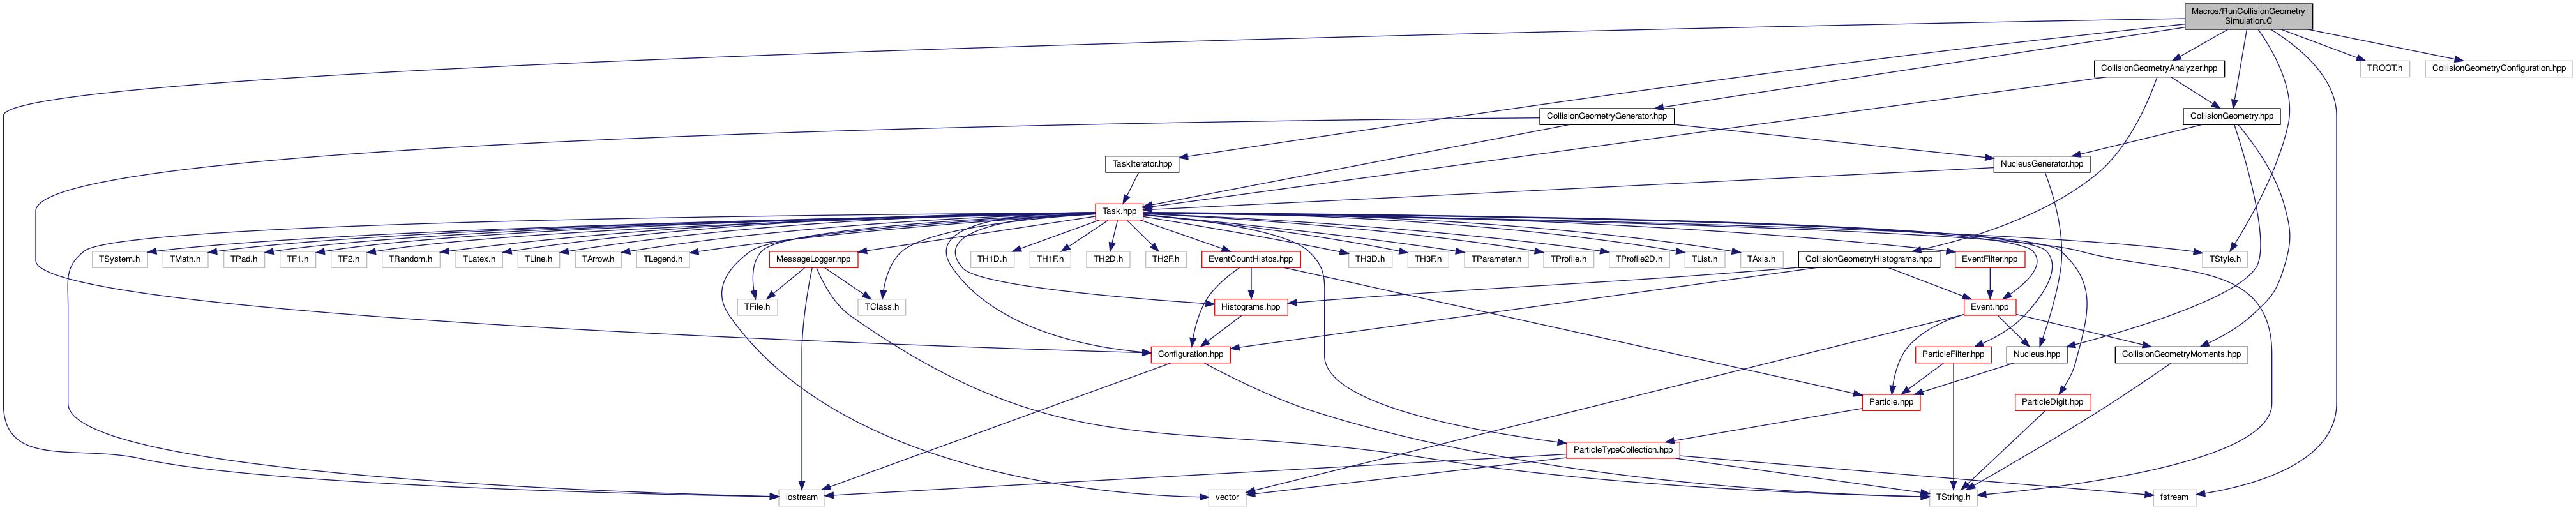 Macros/RunCollisionGeometry
Simulation.C
CollisionGeometryAnalyzer.hpp
TROOT.h
CollisionGeometryConfiguration.hpp
CollisionGeometryGenerator.hpp
CollisionGeometry.hpp
TaskIterator.hpp
NucleusGenerator.hpp
Task.hpp
TSystem.h
TMath.h
TPad.h
TF1.h
TF2.h
TRandom.h
TLatex.h
TLine.h
TArrow.h
TLegend.h
MessageLogger.hpp
TH1D.h
TH1F.h
TH2D.h
TH2F.h
EventCountHistos.hpp
TH3D.h
TH3F.h
TParameter.h
TProfile.h
TProfile2D.h
TList.h
TAxis.h
CollisionGeometryHistograms.hpp
EventFilter.hpp
TStyle.h
TFile.h
TClass.h
Histograms.hpp
Event.hpp
Configuration.hpp
ParticleFilter.hpp
Nucleus.hpp
CollisionGeometryMoments.hpp
Particle.hpp
ParticleDigit.hpp
ParticleTypeCollection.hpp
iostream
vector
TString.h
fstream